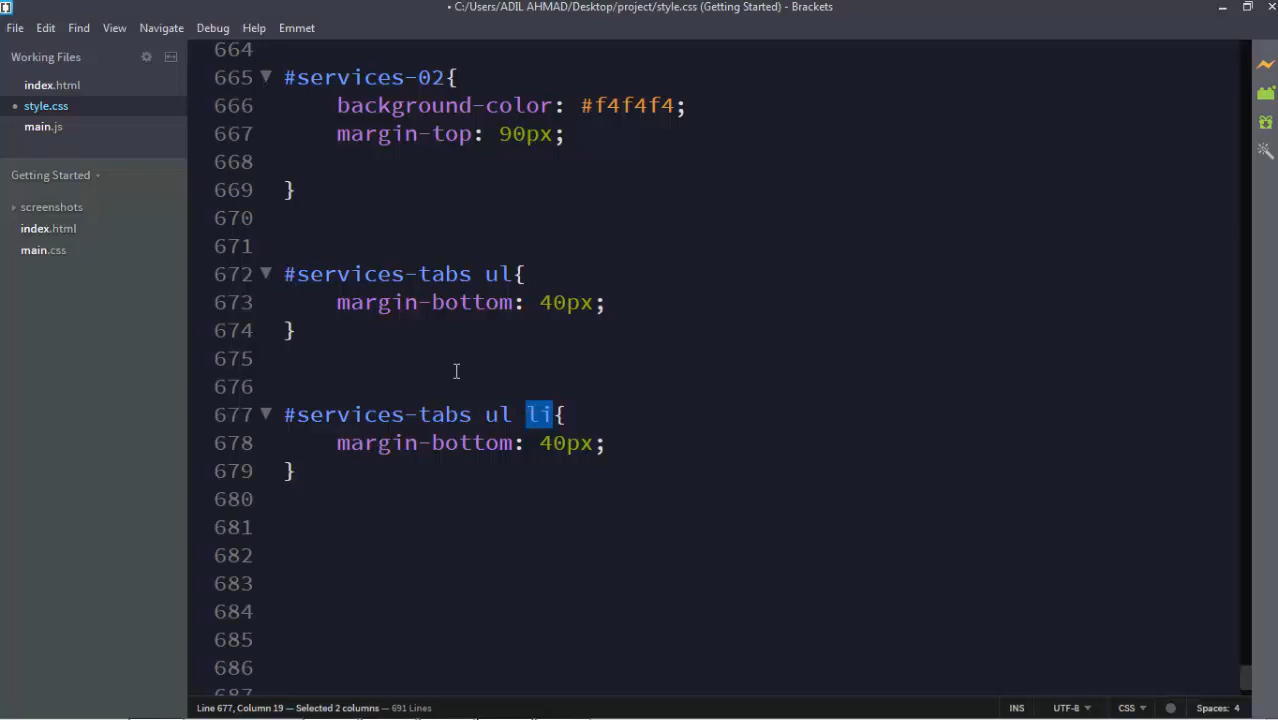 • C:/Users/ADIL AHMAD/Desktop/project/style.css (Getting Started) - Brackets
File Edit Find View Navigate Debug Help Emmet
Working Files
index.html
style.css
main.js
Getting Started
screenshots
index.html
main.css
664
665 #services-02{
666 background-color: #f4f4f4;
667 margin-top: 90px;
668
669 }
670
671
672 #services-tabs ul{
673 margin-bottom: 40px;
674 }
675
676
677 #services-tabs ul li{
678 margin-bottom: 40px;
679 }
680
681
682
683
684
685
686
687
Line 677, Column 19 — Selected 2 columns — 691 Lines
INS UTF-8 CSS Spaces: 4